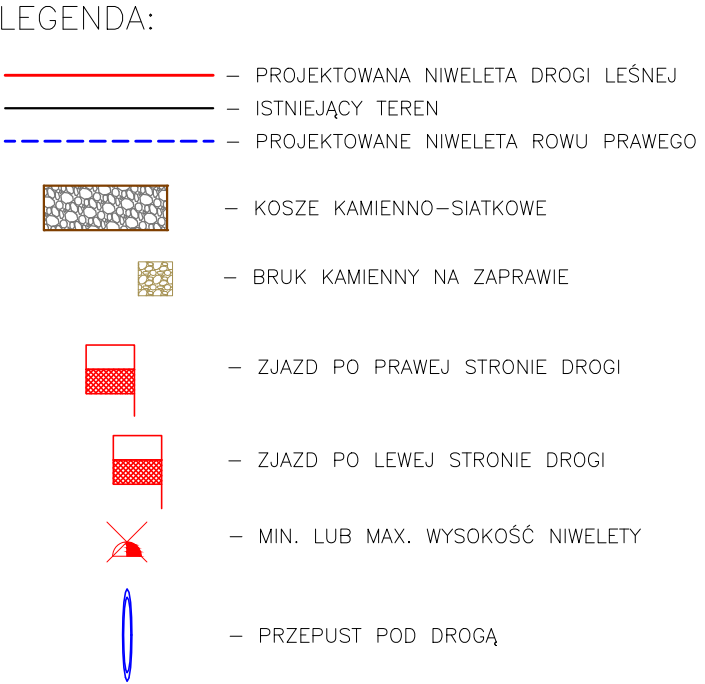 LEGENDA:
– PROJEKTOWANA NIWELETA DROGI LEŚNEJ
– ISTNIEJĄCY TEREN
– PROJEKTOWANE NIWELETA ROWU PRAWEGO
– KOSZE KAMIENNO–SIATKOWE
– BRUK KAMIENNY NA ZAPRAWIE
– ZJAZD PO PRAWEJ STRONIE DROGI
– ZJAZD PO LEWEJ STRONIE DROGI
– MIN. LUB MAX. WYSOKOŚĆ NIWELETY
– PRZEPUST POD DROGĄ